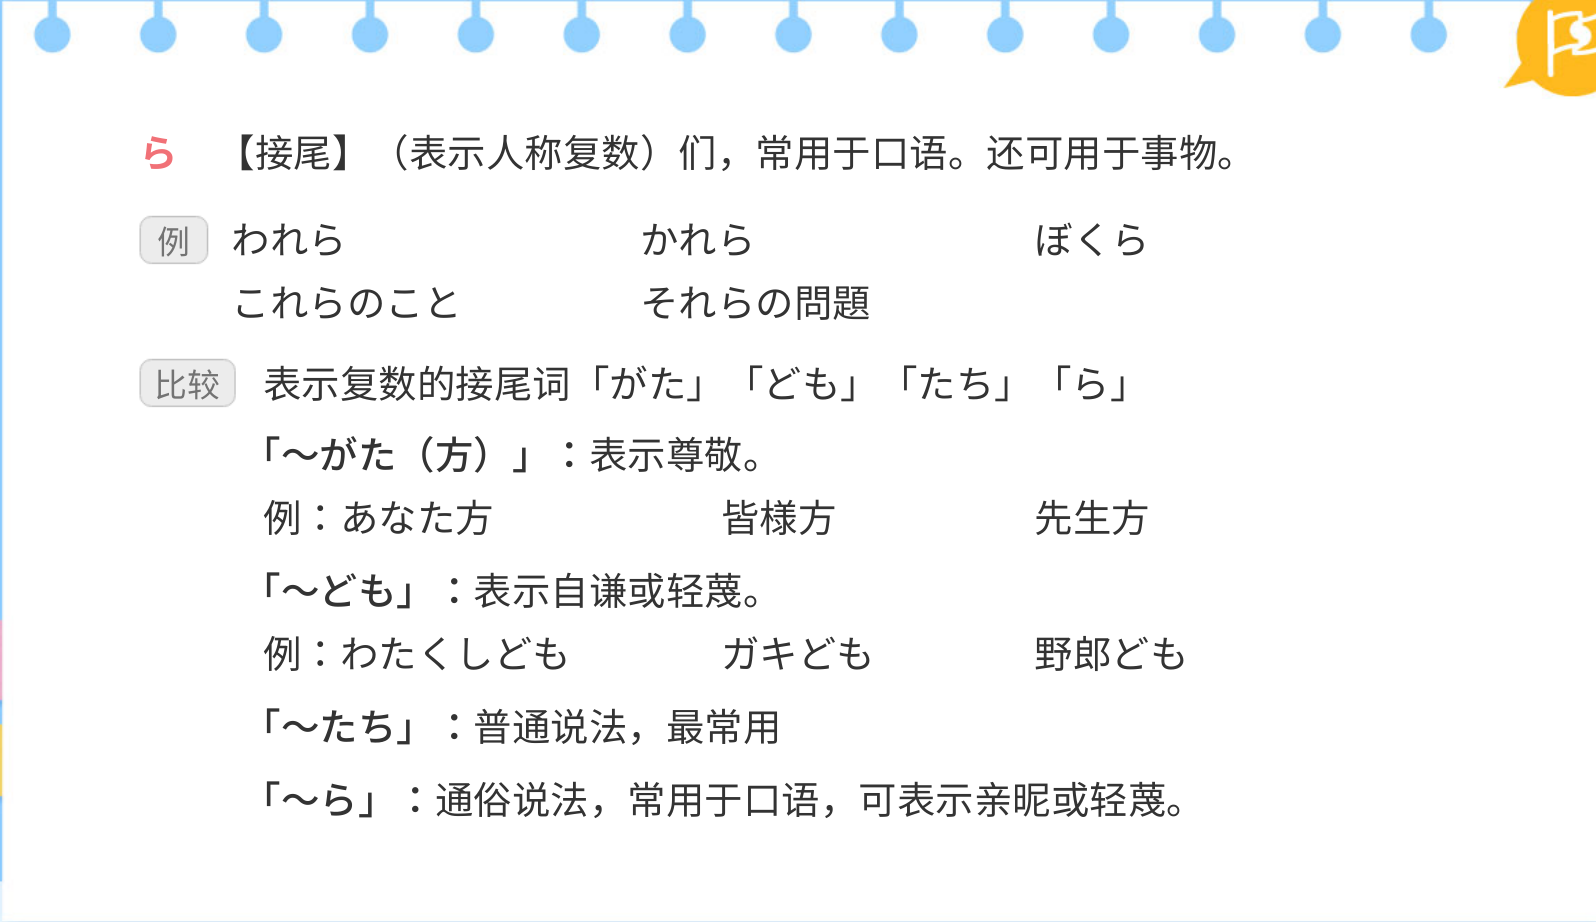 ら 【接尾】（表示人称复数）们，常用于口语。还可用于事物。
例 われら かれら ぼくら
これらのこと それらの問題
比较 表示复数的接尾词「がた」「ども」「たち」「ら」
「～がた（方）」：表示尊敬。
例：あなた方 皆様方 先生方
「～ども」：表示自谦或轻蔑。
例：わたくしども ガキども 野郎ども
「～たち」：普通说法，最常用
「～ら」：通俗说法，常用于口语，可表示亲昵或轻蔑。